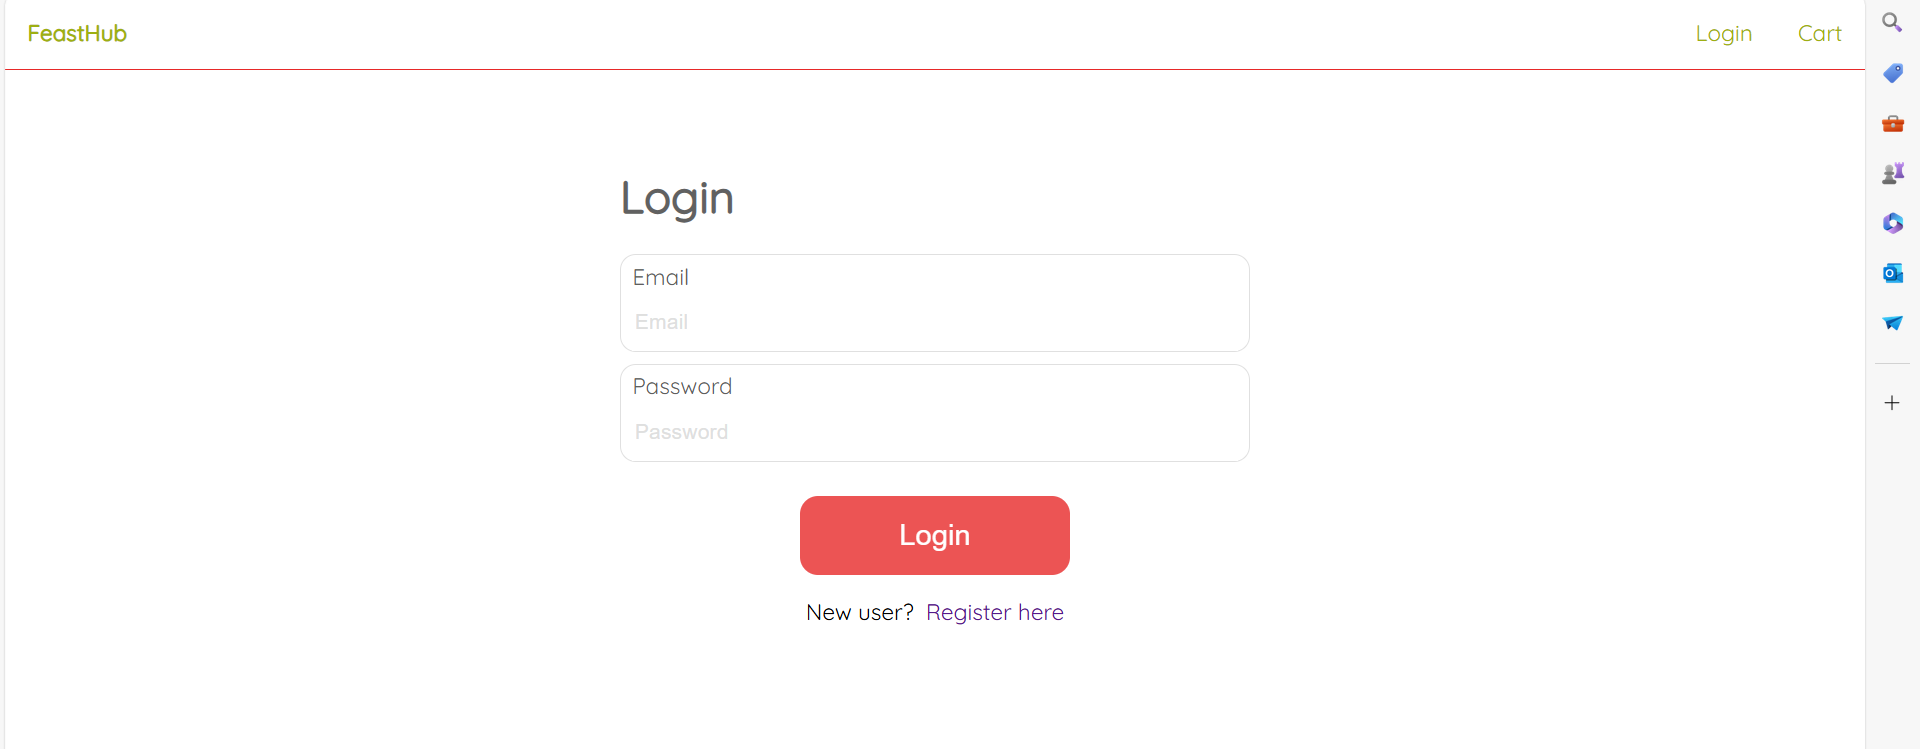 FeastHub Login Cart
Login
Email
Email
Password
Password
Login
New user? Register here